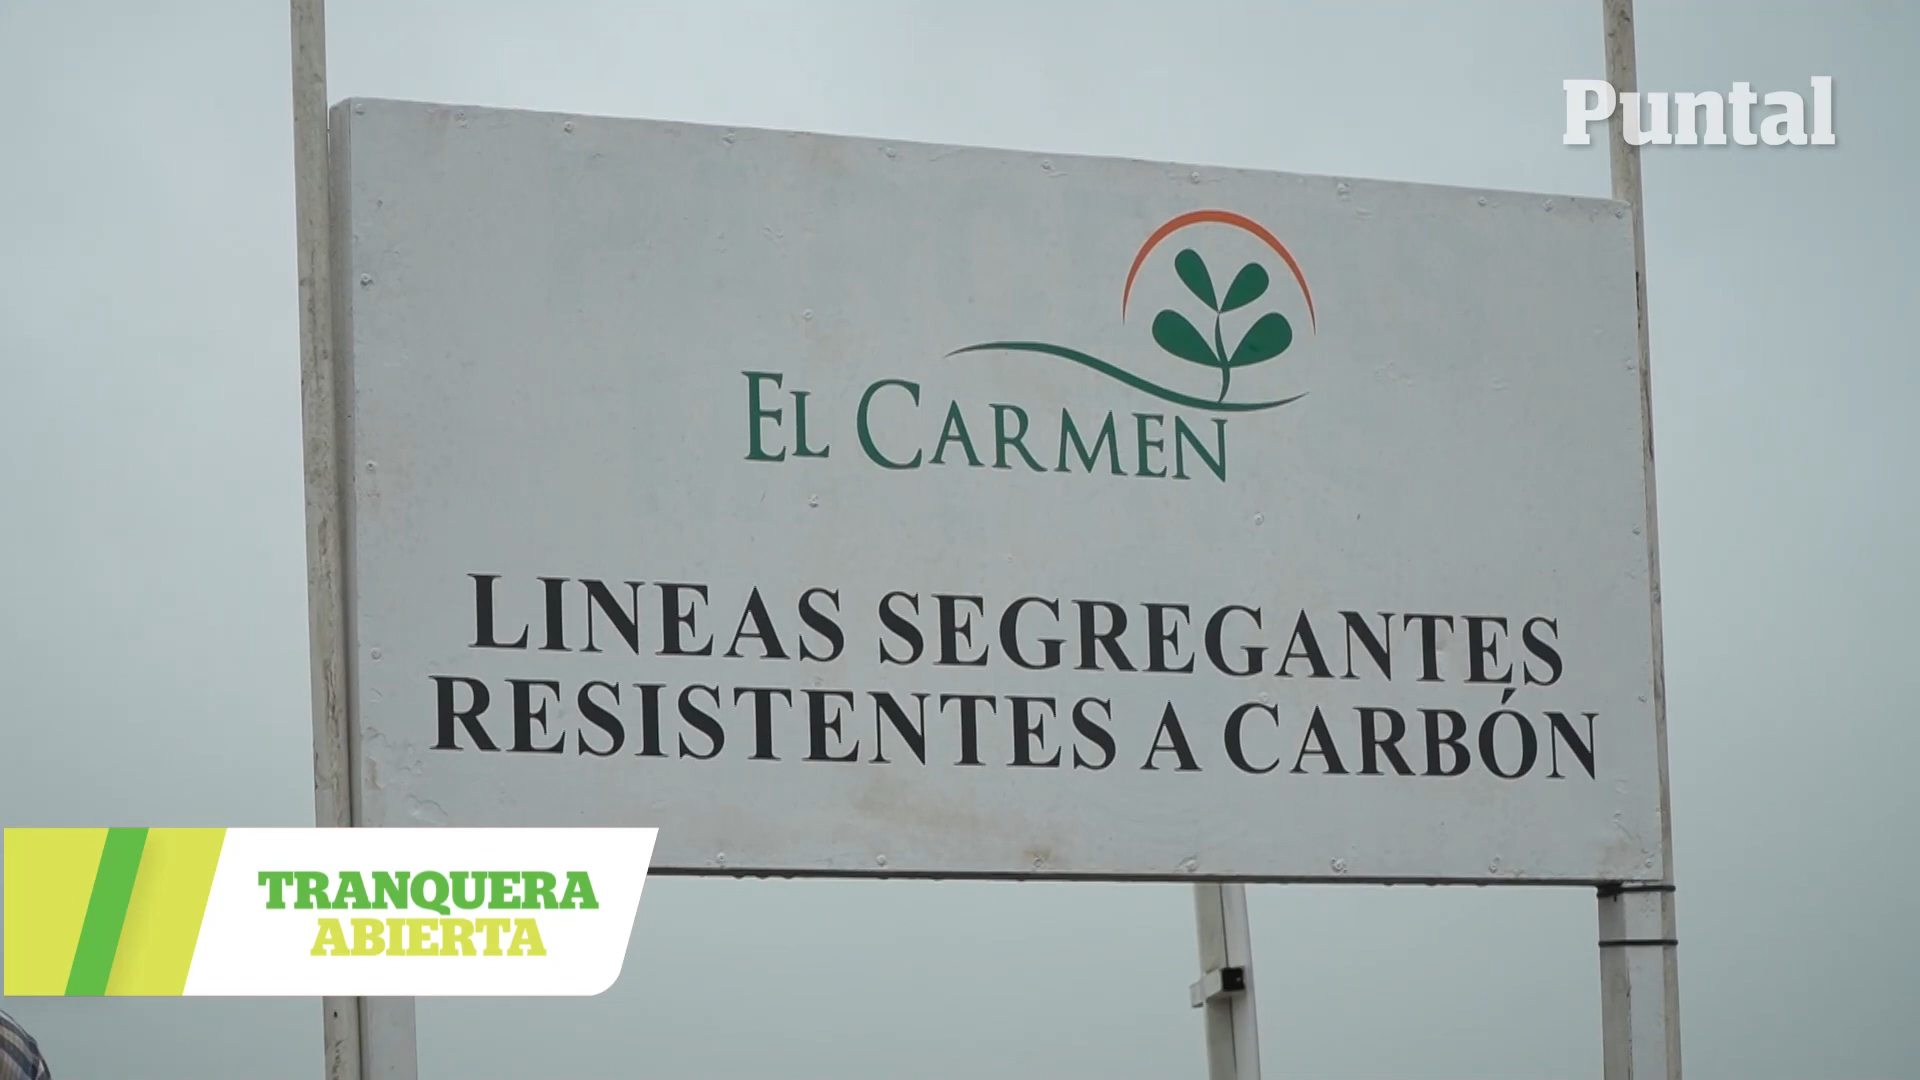 Puntal
EL CARMEN
LINEAS SEGREGANTES
RESISTENTES A CARBÓN
TRANQUERA
ABIERTA